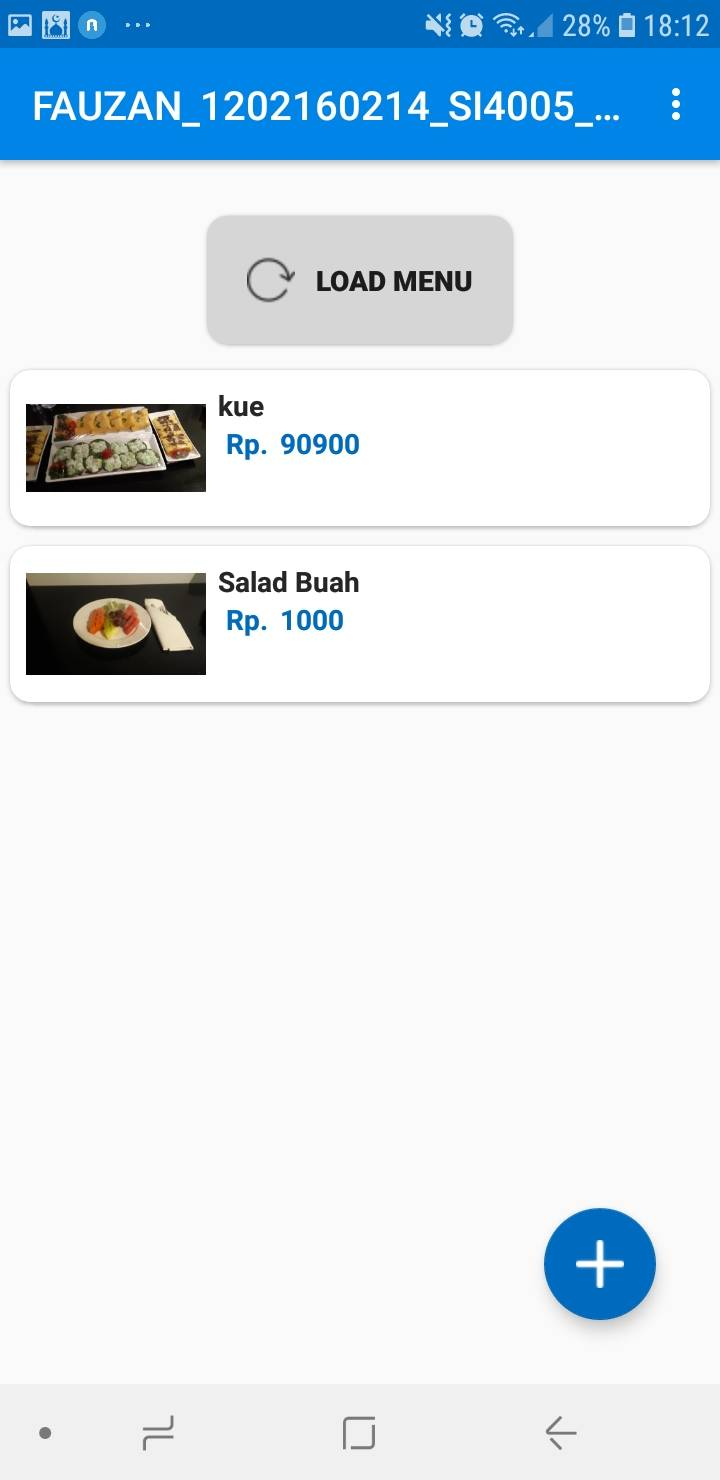 28% 18:12
FAUZAN_1202160214_SI4005_...
LOAD MENU
kue
Rp. 90900
Salad Buah
Rp. 1000